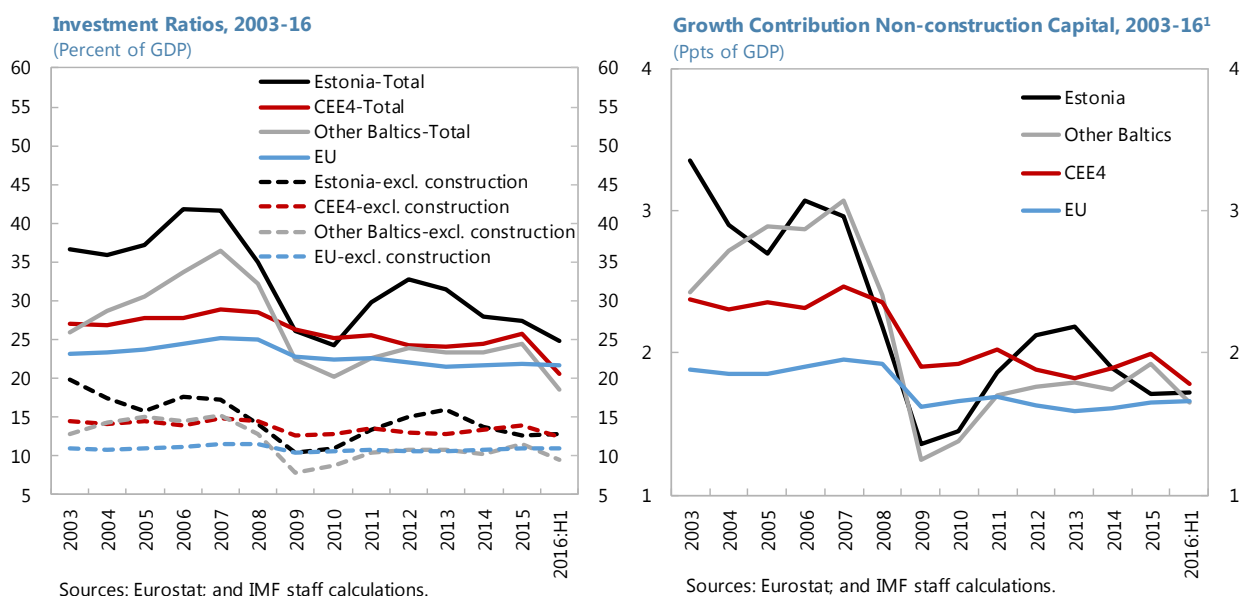 Investment Ratios, 2003-16
(Percent of GDP)
60
55
50
45
40
35
30
25
20
15
10
5
60
55
50
45
40
35
30
25
20
15
10
5
Estonia-Total
CEE4-Total
Other Baltics-Total
EU
Estonia-excl. construction
CEE4-excl. construction
Other Baltics-excl. construction
EU-excl. construction
2003
2004
2005
2006
2007
2008
2009
2010
2011
2012
2013
2014
2015
2016:H1
Sources: Eurostat; and IMF staff calculations.
Growth Contribution Non-construction Capital, 2003-16¹
(Ppts of GDP)
4
3
2
1
4
3
2
1
Estonia
Other Baltics
CEE4
EU
2003
2004
2005
2006
2007
2008
2009
2010
2011
2012
2013
2014
2015
2016:H1
Sources: Eurostat; and IMF staff calculations.